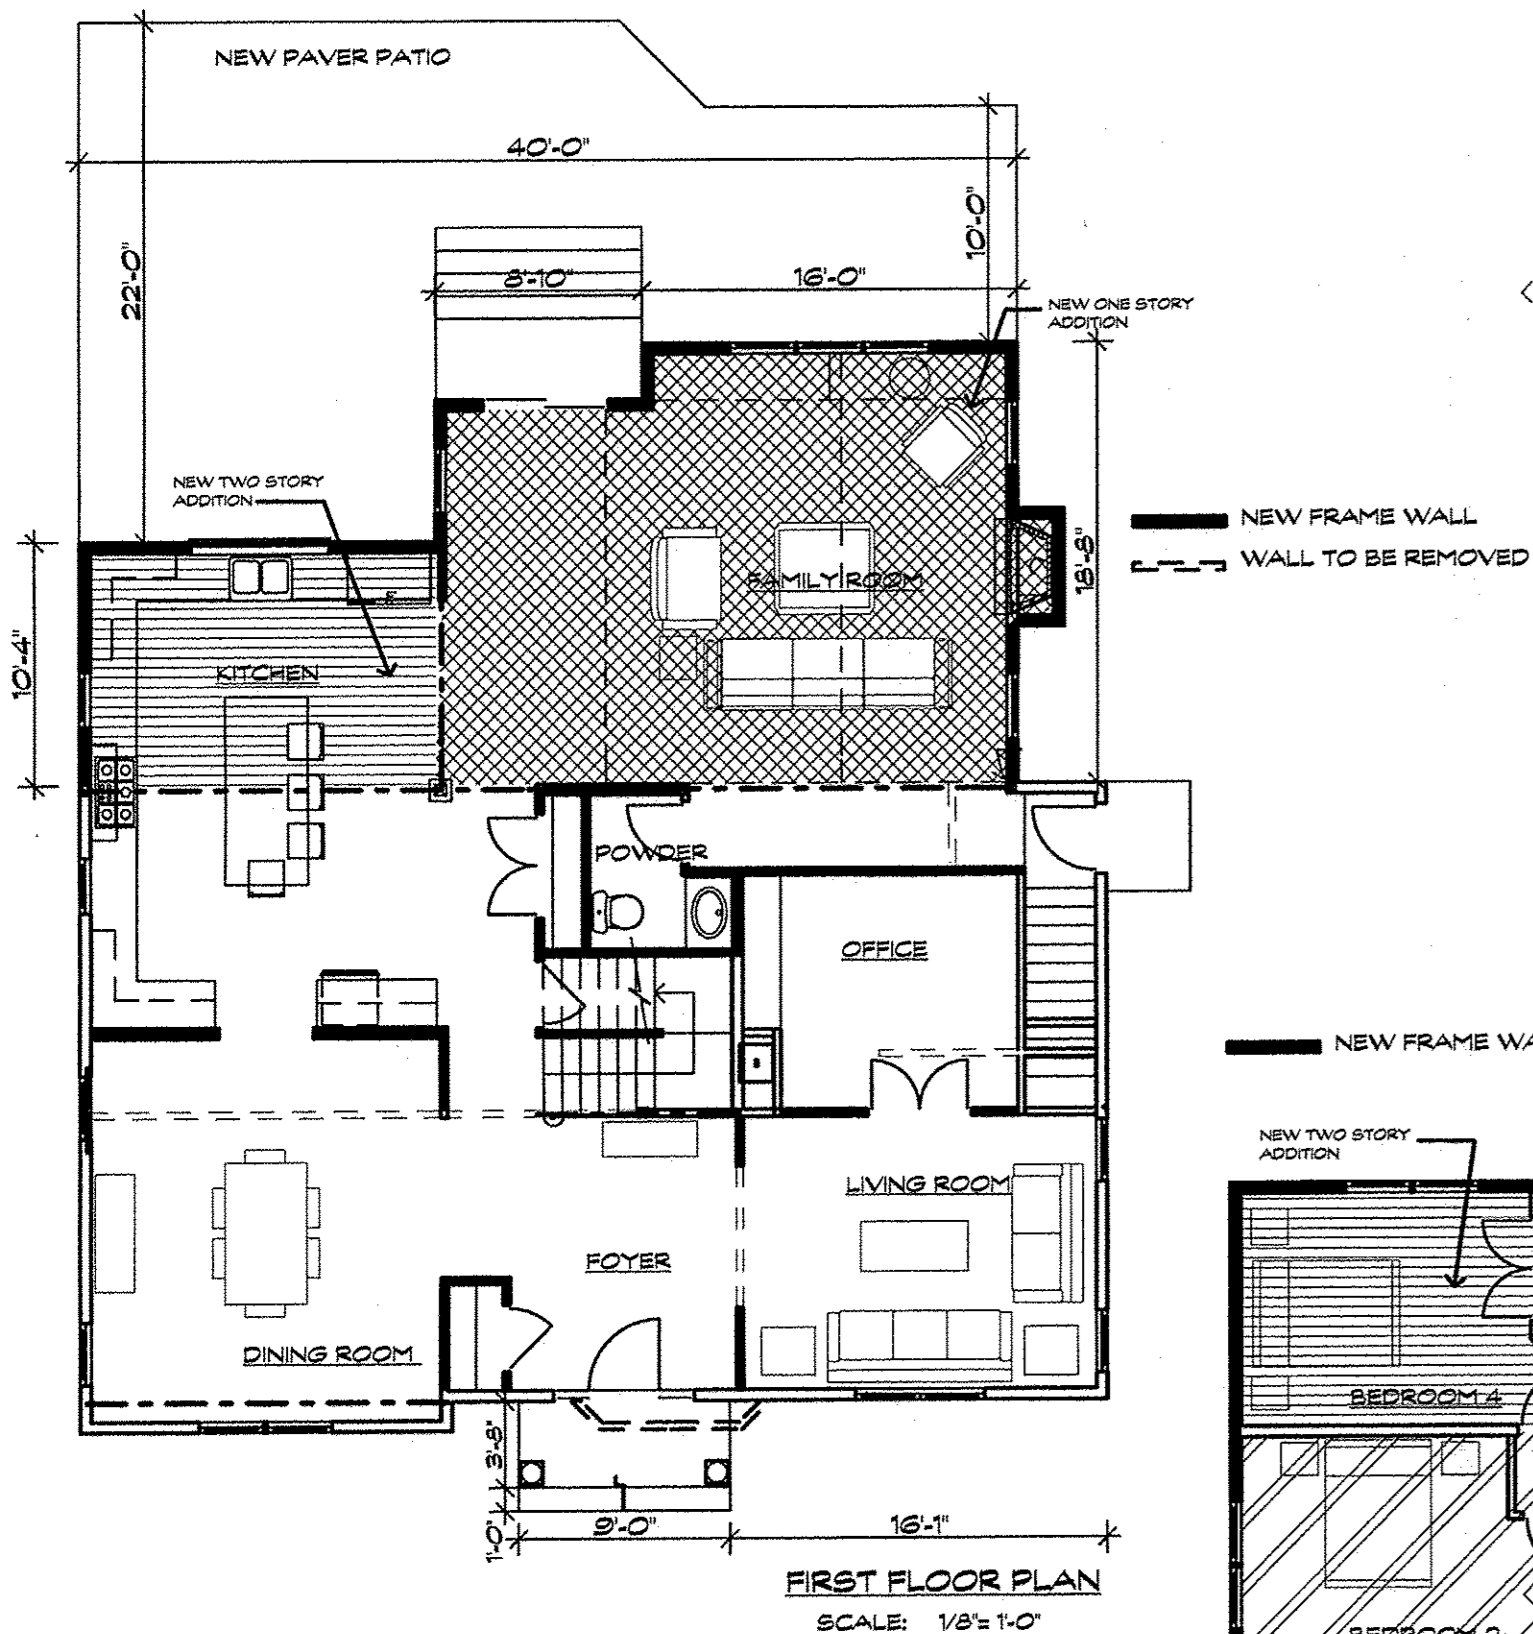 NEW PAVER PATIO
40'-0"
22'-0"
10'-0"
8'-10"
16'-0"
NEW ONE STORY
ADDITION
NEW TWO STORY
ADDITION
NEW FRAME WALL
WALL TO BE REMOVED
18'-8"
FAMILY ROOM
10'-4"
KITCHEN
POWDER
OFFICE
NEW FRAME WA
NEW TWO STORY
ADDITION
LIVING ROOM
FOYER
DINING ROOM
BEDROOM 4
3'-8"
1'-0"
9'-0"
16'-1"
FIRST FLOOR PLAN
SCALE: 1/8"= 1'-0"